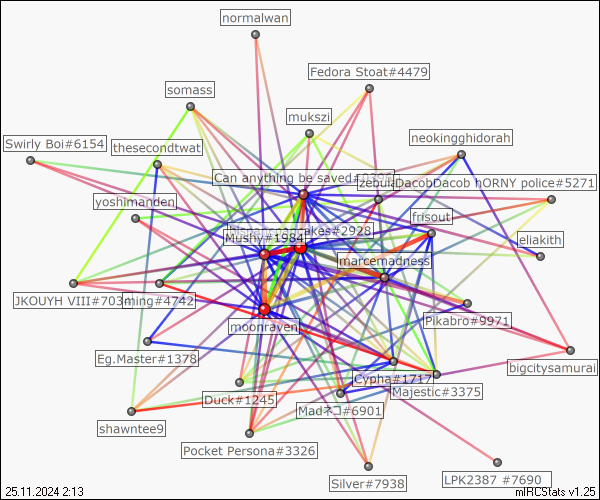 normalwan
Fedora Stoat#4479
somass
mukszi
neokingghidorah
Swirly Boi#6154
thesecondtwat
Can anything be saved
DacobDacob hORNY police#5271
yoshimanden
frisout
akes#2928
Mushy#1984
eliakith
marcemadness
JKOUYH VIII#703
ming#4742
moonraven
Pikabro#9971
Eg.Master#1378
bigcitysamurai
Cypha#1717
Majestic#3375
Duck#1245
Madネコ#6901
shawntee9
Pocket Persona#3326
Silver#7938
LPK2387 #7690
25.11.2024 2:13
mIRCStats v1.25